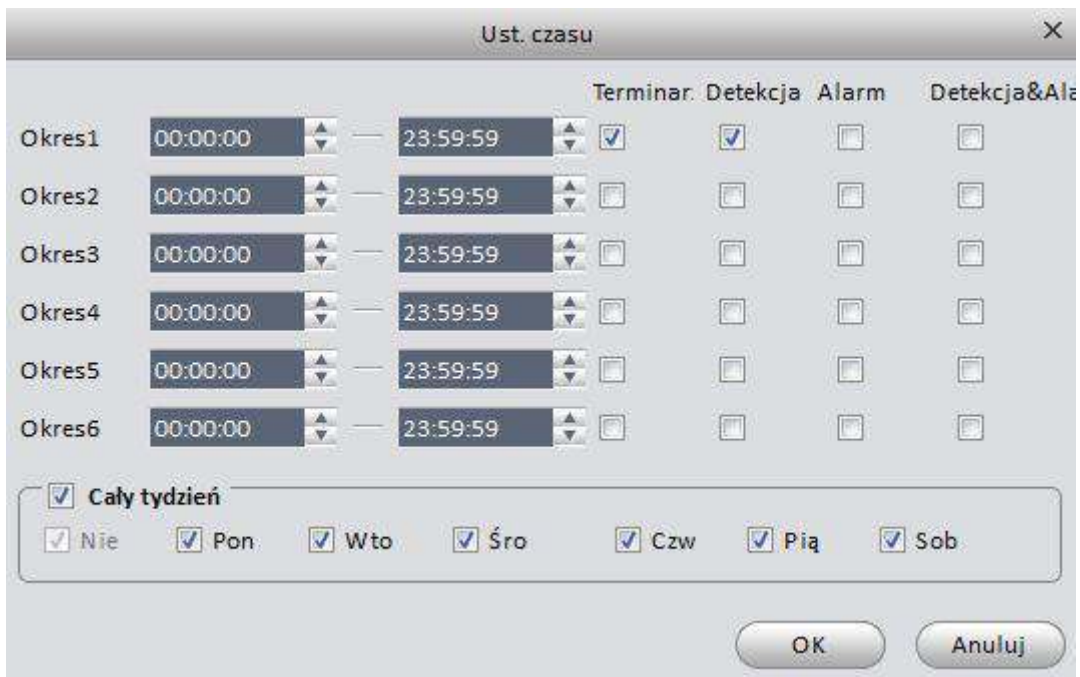 Ust. czasu
Terminar. Detekcja Alarm Detekcja&Ala
Okres1 00:00:00 — 23:59:59
Okres2 00:00:00 — 23:59:59
Okres3 00:00:00 — 23:59:59
Okres4 00:00:00 — 23:59:59
Okres5 00:00:00 — 23:59:59
Okres6 00:00:00 — 23:59:59
Cały tydzień
Nie Pon Wto Śro Czw Pią Sob
OK Anuluj